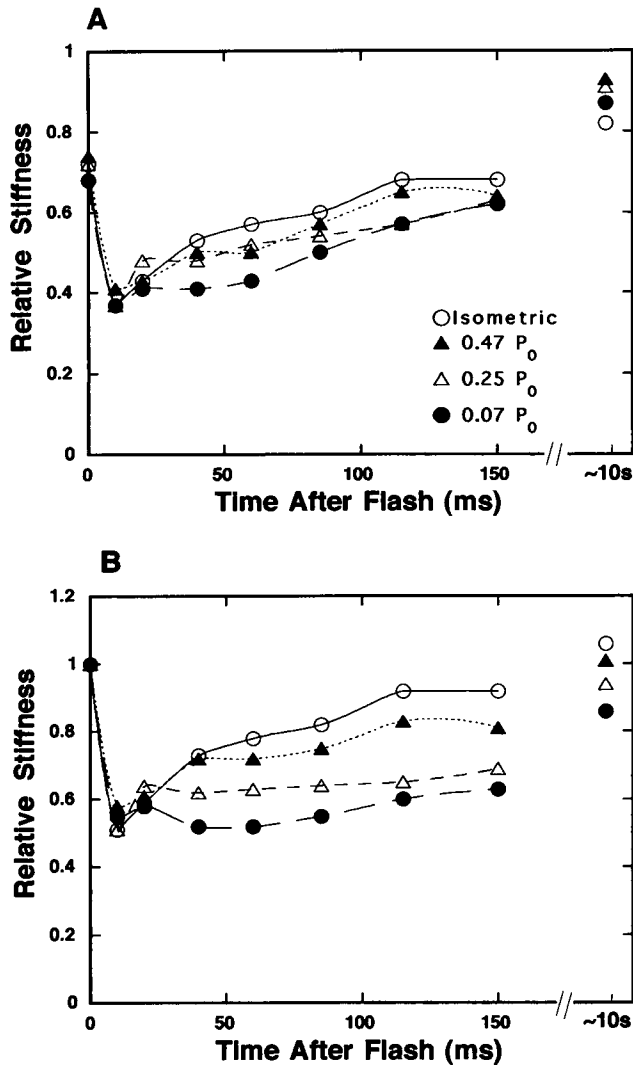 A
1
0.8
0.6
0.4
0.2
0
Relative Stiffness
Isometric
0.47 P0
0.25 P0
0.07 P0
0 50 100 150 // ~10s
Time After Flash (ms)
B
1.2
1
0.8
0.6
0.4
0.2
0
Relative Stiffness
0 50 100 150 // ~10s
Time After Flash (ms)